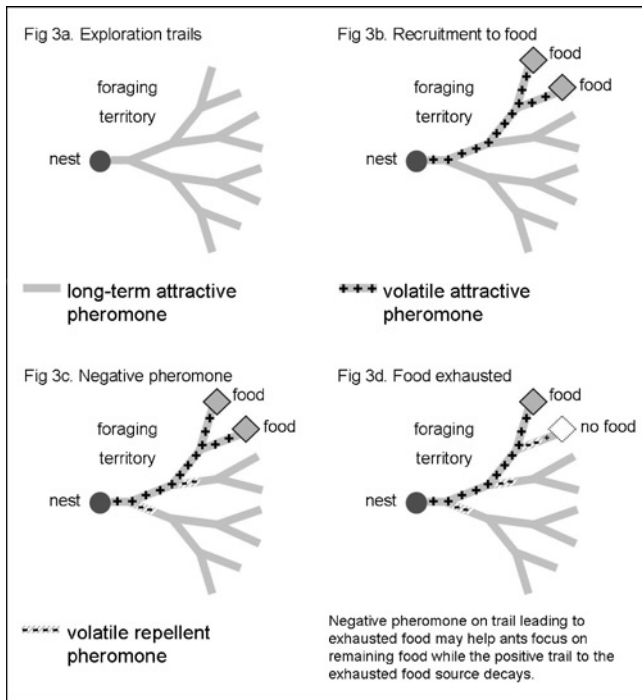 Fig 3a. Exploration trails
foraging
territory
nest
long-term attractive
pheromone
Fig 3b. Recruitment to food
food
foraging
food
territory
nest
volatile attractive
pheromone
Fig 3c. Negative pheromone
food
foraging
food
territory
nest
volatile repellent
pheromone
Fig 3d. Food exhausted
food
foraging
no food
territory
nest
Negative pheromone on trail leading to
exhausted food may help ants focus on
remaining food while the positive trail to the
exhausted food source decays.